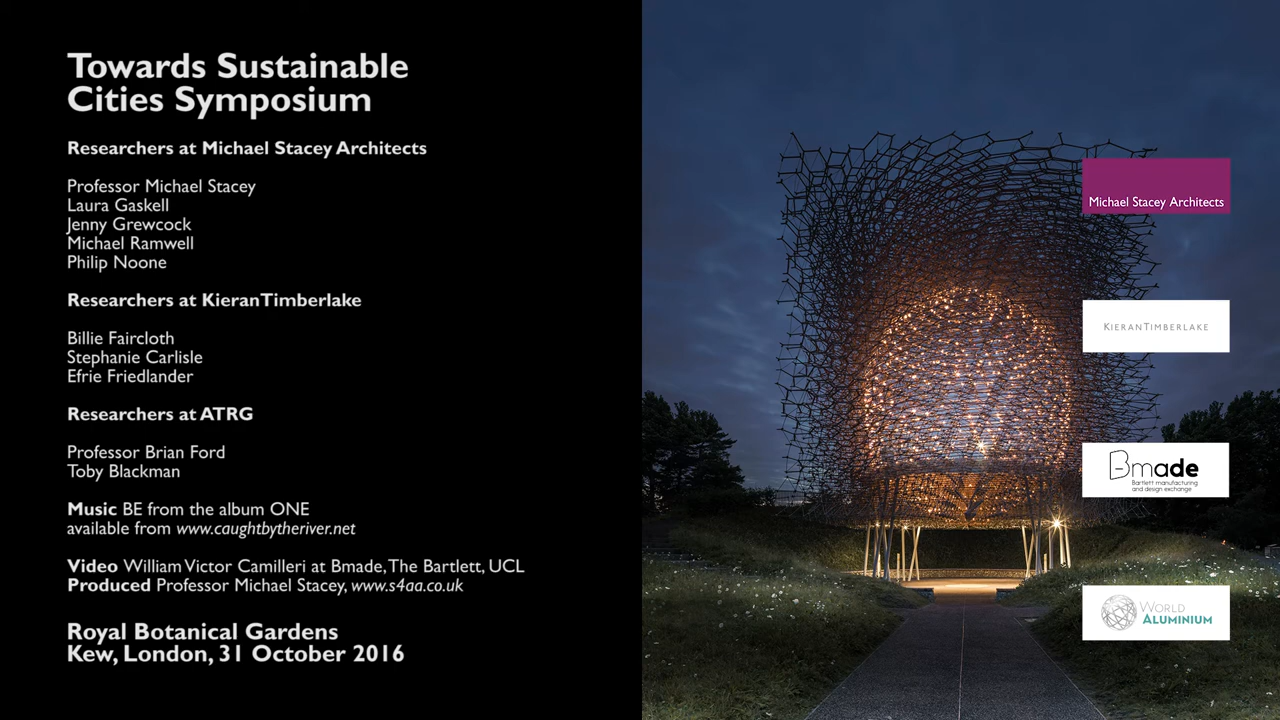 Towards Sustainable
Cities Symposium
Researchers at Michael Stacey Architects
Professor Michael Stacey
Laura Gaskell
Jenny Grewcock
Michael Ramwell
Philip Noone
Researchers at KieranTimberlake
Billie Faircloth
Stephanie Carlisle
Efrie Friedlander
Researchers at ATRG
Professor Brian Ford
Toby Blackman
Music BE from the album ONE
available from www.caughtbytheriver.net
Video William Victor Camilleri at Bmade, The Bartlett, UCL
Produced Professor Michael Stacey, www.s4aa.co.uk
Royal Botanical Gardens
Kew, London, 31 October 2016
Michael Stacey Architects
KIERANTIMBERLAKE
Bmade
Bartlett manufacturing
and design exchange
WORLD
ALUMINIUM